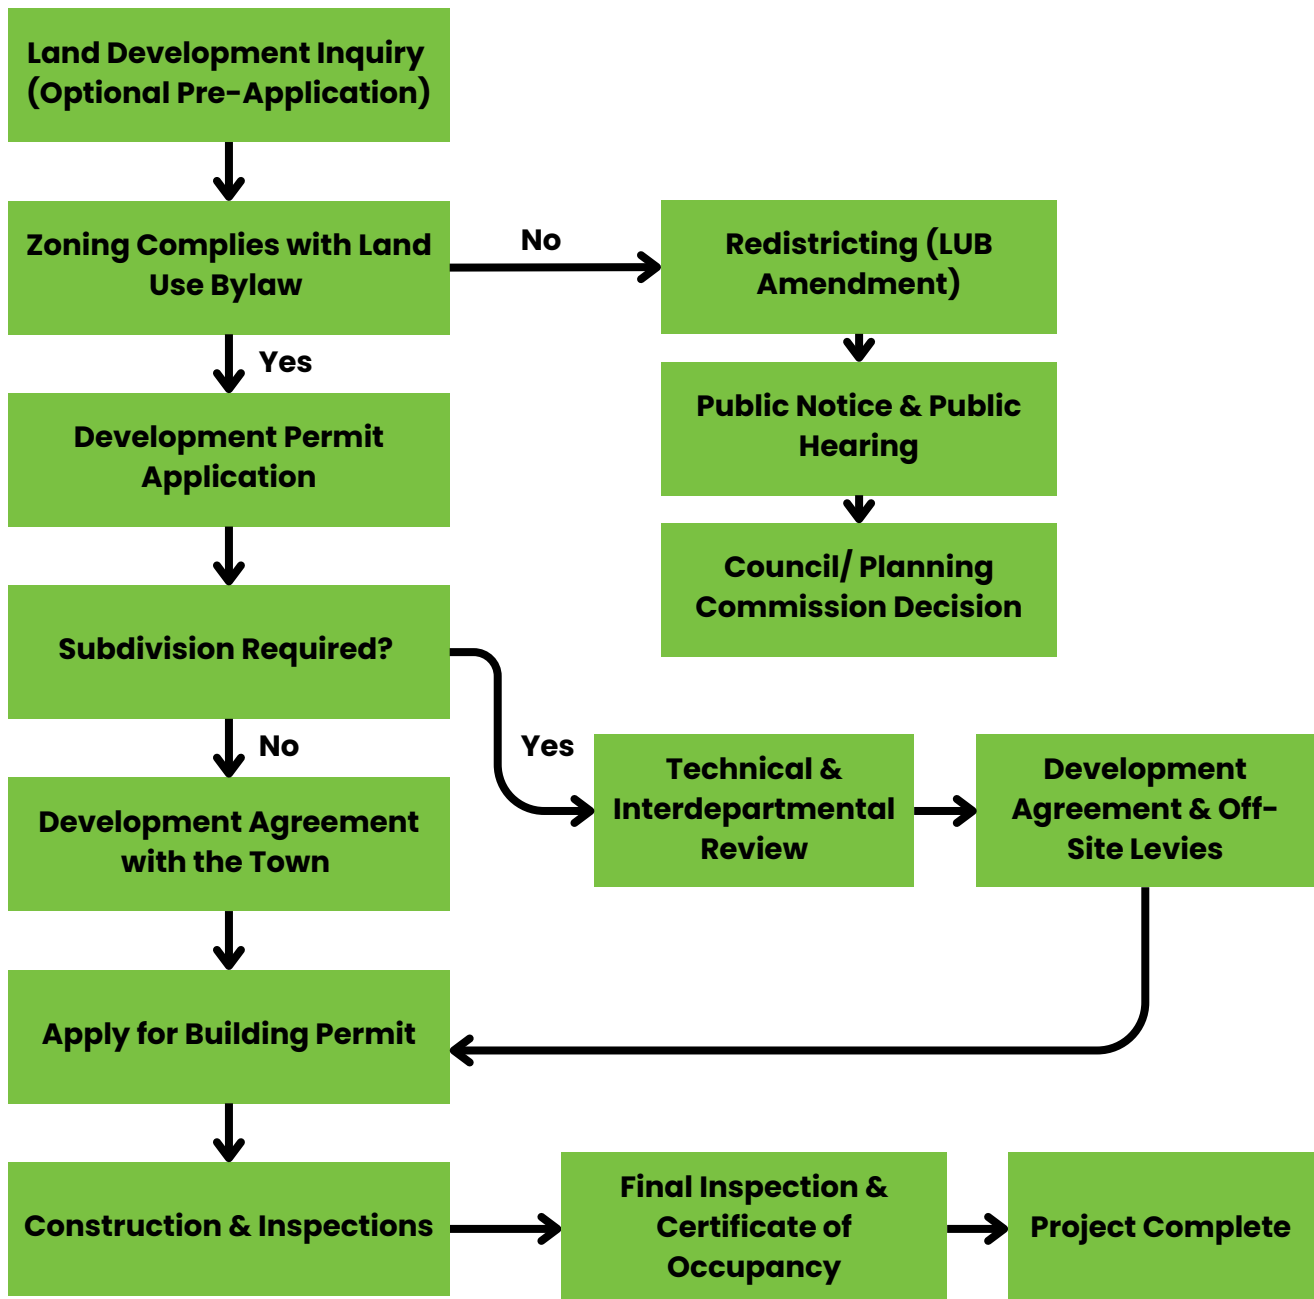 Land Development Inquiry
(Optional Pre-Application)
Zoning Complies with Land
Use Bylaw
No
Redistricting (LUB
Amendment)
Yes
Public Notice & Public
Hearing
Development Permit
Application
Council/ Planning
Commission Decision
Subdivision Required?
No
Yes
Technical &
Interdepartmental
Review
Development
Agreement & Off-
Site Levies
Development Agreement
with the Town
Apply for Building Permit
Construction & Inspections
Final Inspection &
Certificate of
Occupancy
Project Complete